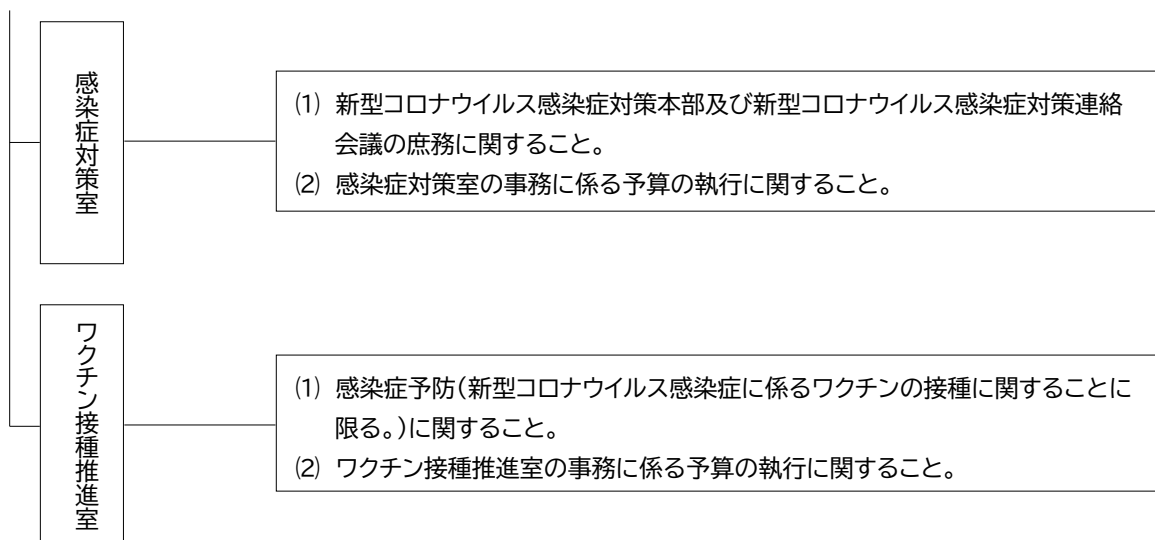 感染症対策室
⑴ 新型コロナウイルス感染症対策本部及び新型コロナウイルス感染症対策連絡
会議の庶務に関すること。
⑵ 感染症対策室の事務に係る予算の執行に関すること。
ワクチン接種推進室
⑴ 感染症予防(新型コロナウイルス感染症に係るワクチンの接種に関することに
限る。)に関すること。
⑵ ワクチン接種推進室の事務に係る予算の執行に関すること。